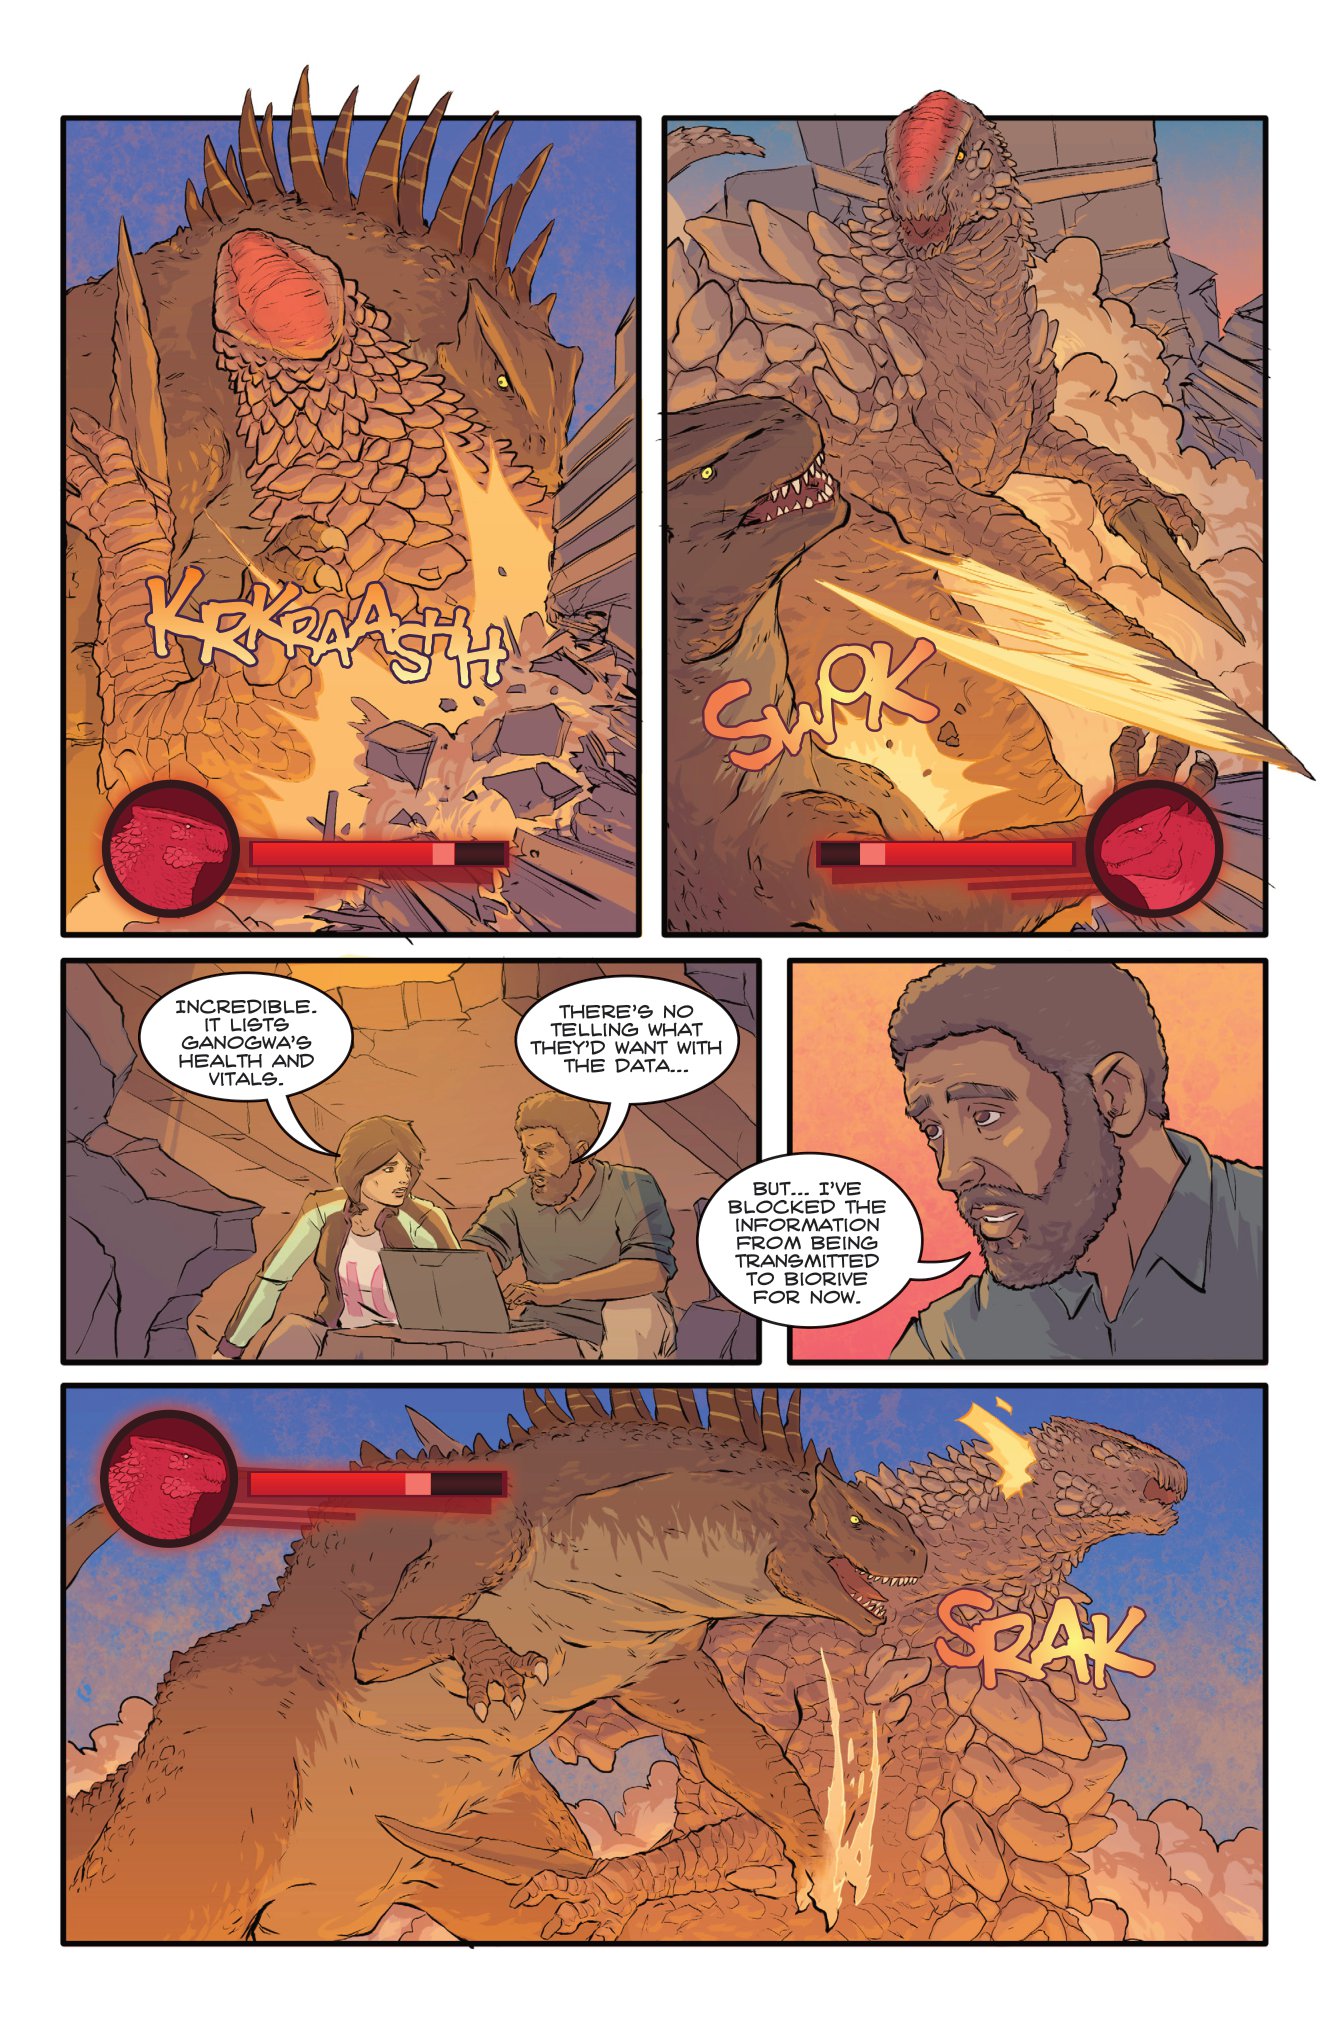 KRKRAASHH
SWOK
INCREDIBLE.
IT LISTS
GANOGWA'S
HEALTH AND
VITALS.
THERE'S NO
TELLING WHAT
THEY'D WANT WITH
THE DATA...
BUT... I'VE
BLOCKED THE
INFORMATION
FROM BEING
TRANSMITTED
TO BIORIVE
FOR NOW.
SRAK